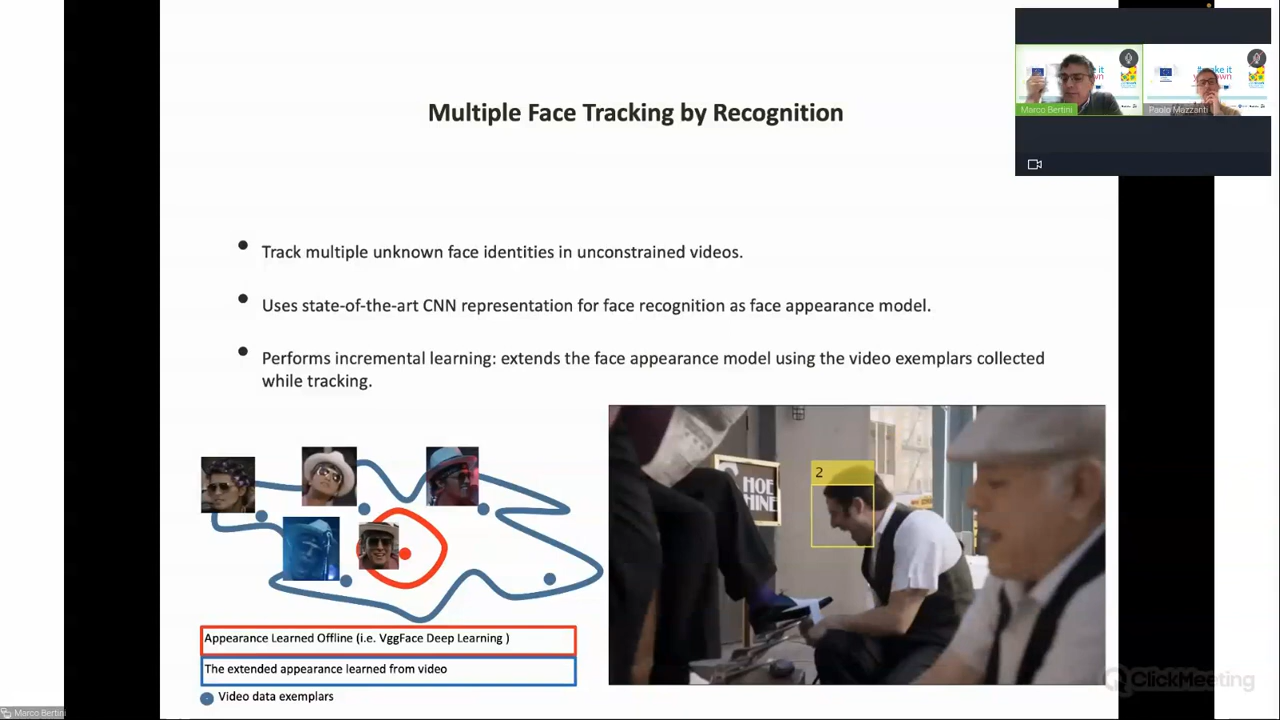 Multiple Face Tracking by Recognition
Marco Bertini
Paolo Mazzanti
• Track multiple unknown face identities in unconstrained videos.
• Uses state-of-the-art CNN representation for face recognition as face appearance model.
• Performs incremental learning: extends the face appearance model using the video exemplars collected
while tracking.
2
HOE
HINE
Appearance Learned Offline (i.e. VggFace Deep Learning )
The extended appearance learned from video
Video data exemplars
ClickMeeting
Marco Bertini